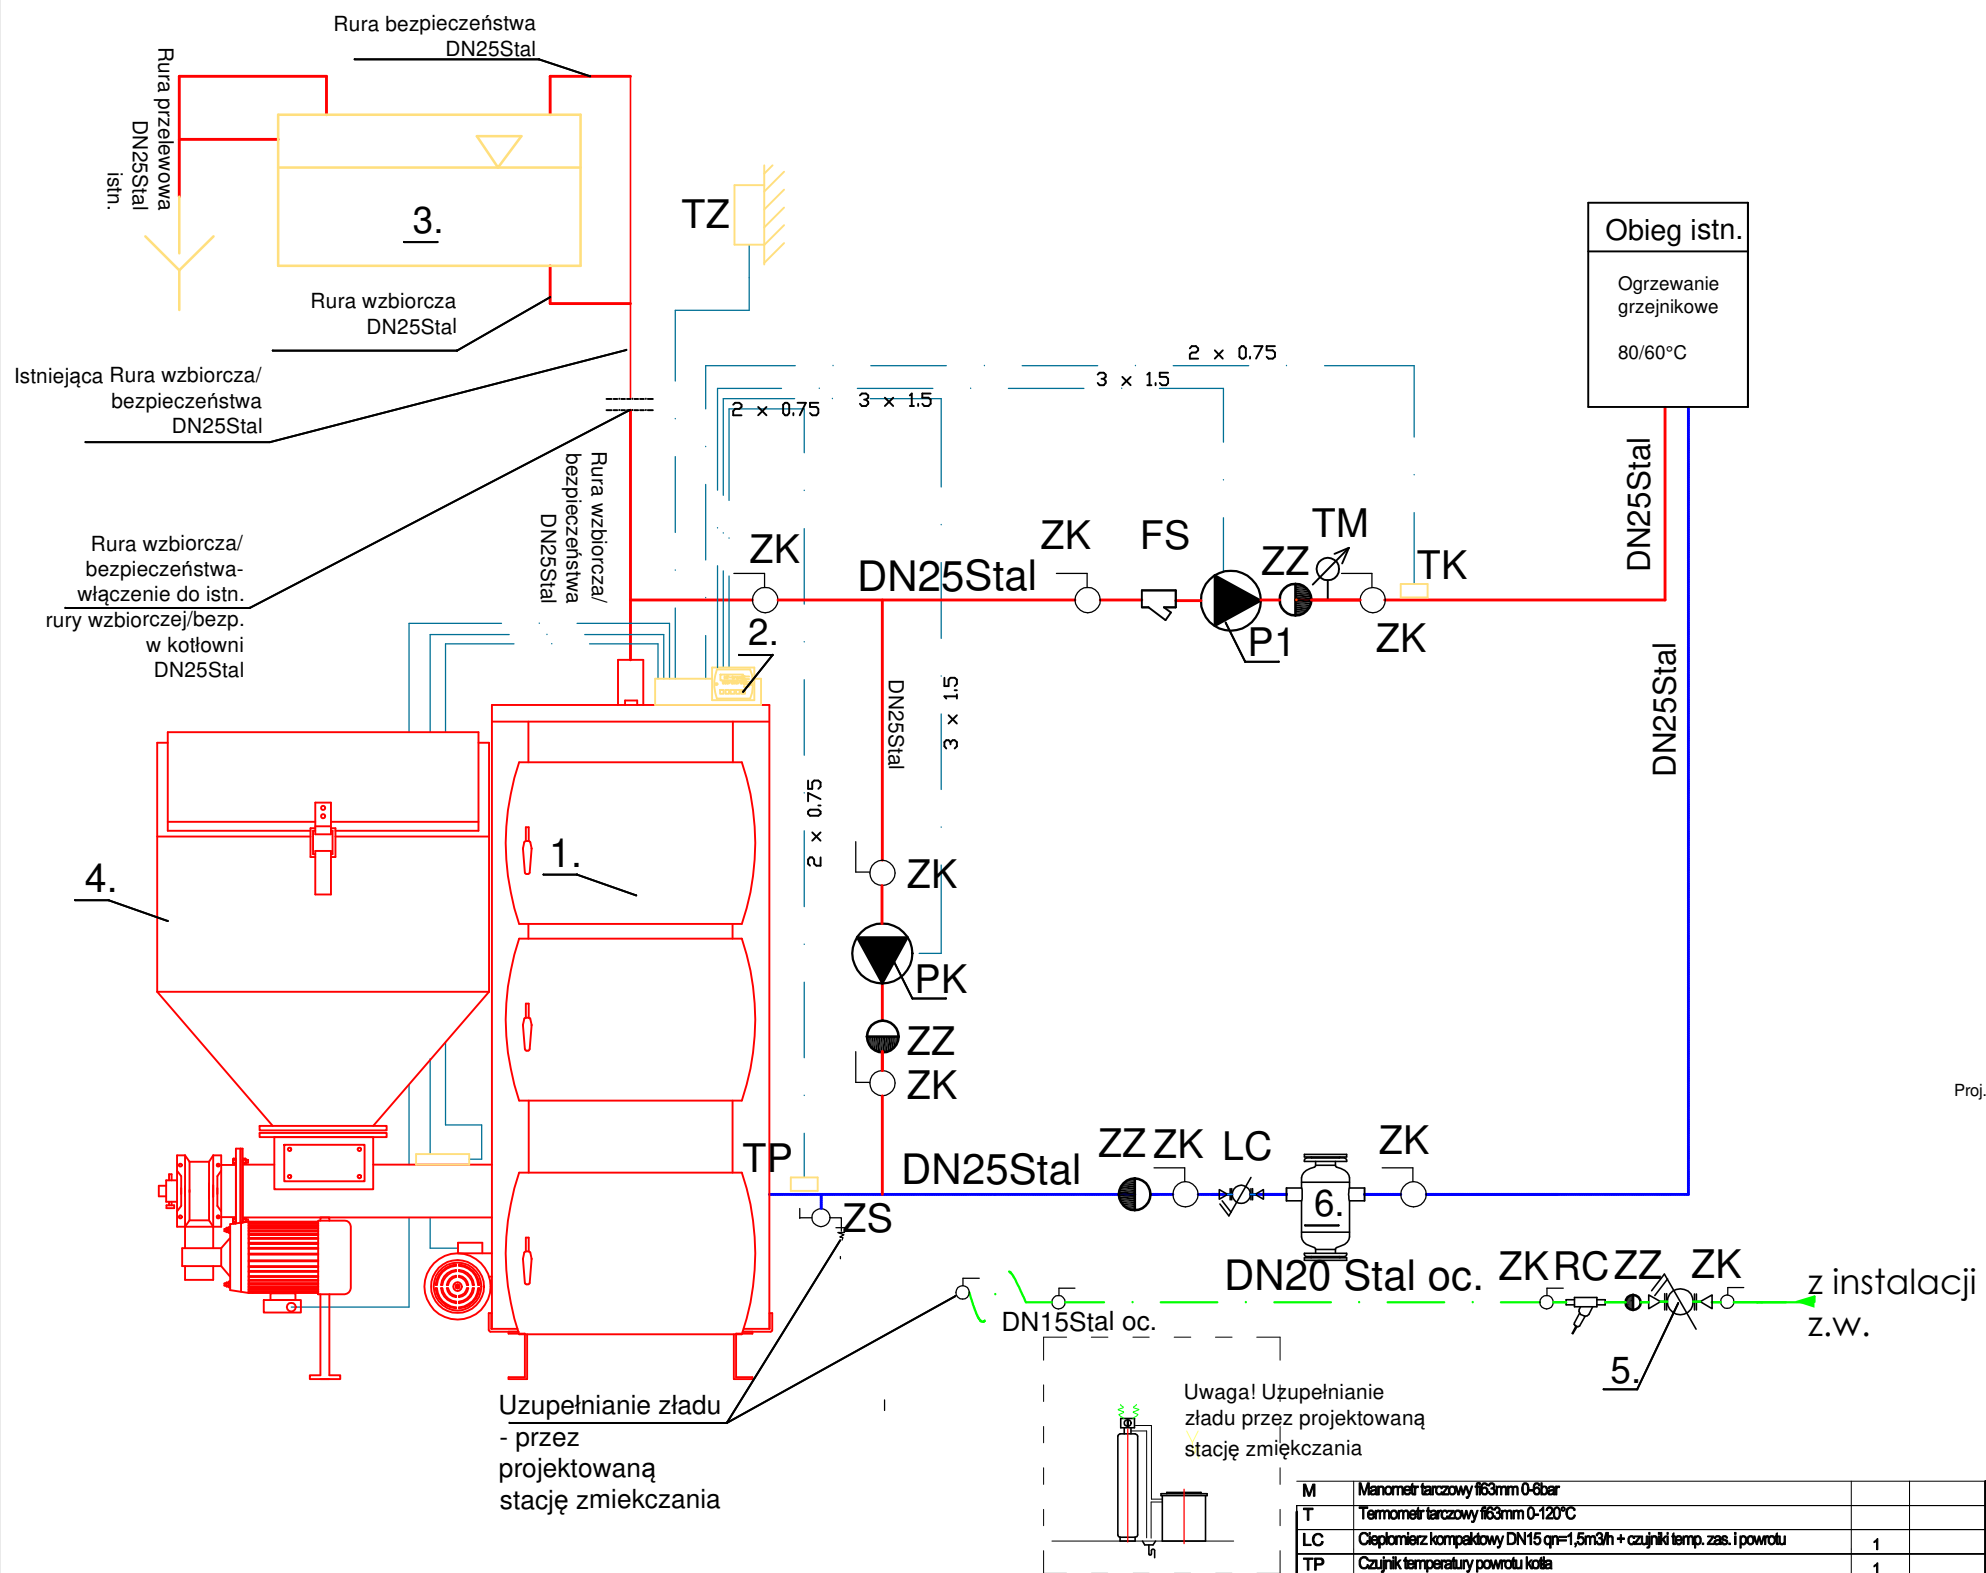 Rura bezpieczeństwa
DN25Stal
Rura przelewowa
DN25Stal
istn.
3.
TZ
Rura wzbiorcza
DN25Stal
Istniejąca Rura wzbiorcza/
bezpieczeństwa
DN25Stal
Rura wzbiorcza/
bezpieczeństwa-
włączenie do istn.
rury wzbiorczej/bezp.
w kotłowni
DN25Stal
Rura wzbiorcza/
bezpieczeństwa
DN25Stal
Obieg istn.
Ogrzewanie
grzejnikowe
80/60°C
2 x 0.75
3 x 1.5
2 x 0.75
3 x 1.5
DN25Stal
DN25Stal
ZK
DN25Stal
ZK
FS
P1
ZZ
TM
ZK
TK
2.
DN25Stal
3 x 1.5
2 x 0.75
1.
4.
ZK
PK
ZZ
ZK
TP
DN25Stal
ZZ ZK LC
6.
ZK
ZS
DN20 Stal oc.
ZK RC ZZ ZK
z instalacji
z.w.
DN15Stal oc.
5.
Proj.
Uzupełnianie zładu
- przez
projektowaną
stację zmiekczania
Uwaga! Uzupełnianie
zładu przez projektowaną
stację zmiękczania
M Manometr tarczowy fi63mm 0-6bar
T Termometr tarczowy fi63mm 0-120°C
LC Ciepłomierz kompaktowy DN15 qn=1,5m3/h + czujniki temp. zas. i powrotu 1
TP Czujnik temperatury powrotu kotła 1